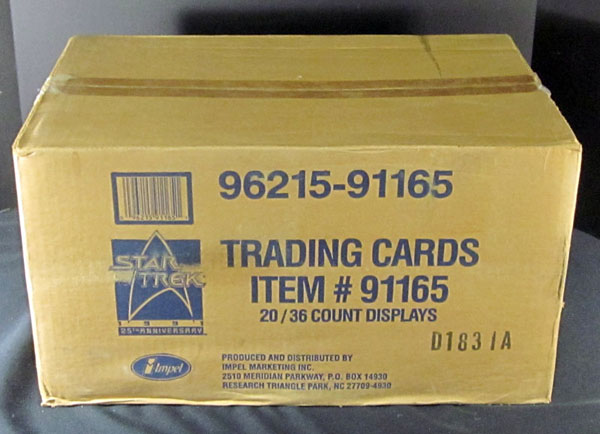 96215-91165
STAR
TREK
1991
25TH ANNIVERSARY
TRADING CARDS
ITEM # 91165
20/36 COUNT DISPLAYS
D1831A
i Impel
PRODUCED AND DISTRIBUTED BY
IMPEL MARKETING INC.
2510 MERIDIAN PARKWAY, P.O. BOX 14930
RESEARCH TRIANGLE PARK, NC 27709-4930